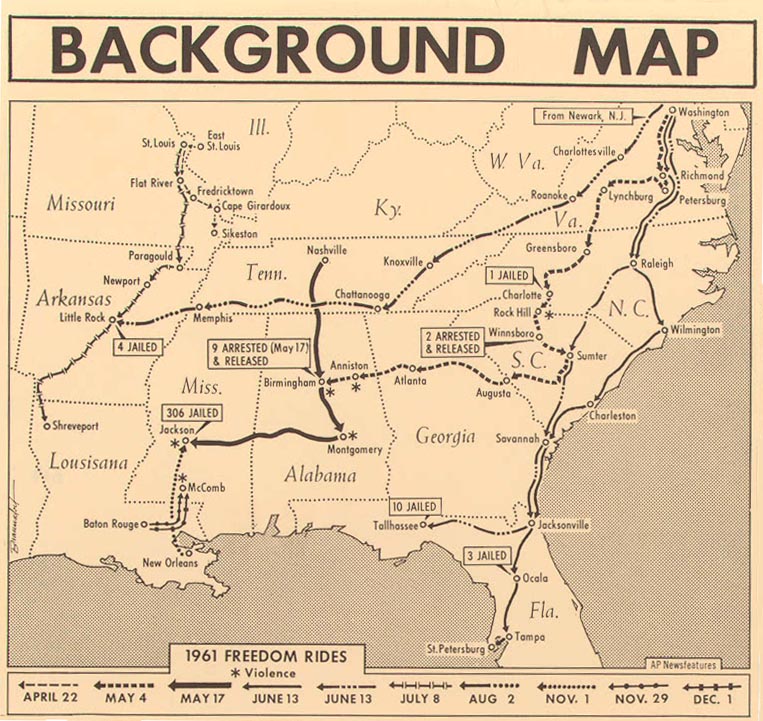 BACKGROUND MAP
From Newark, N.J.
Washington
Ill.
East
St. Louis
St. Louis
W. Va.
Charlottesville
Flat River
Fredricktown
Richmond
Missouri
Cape Girardoux
Ky.
Roanoke
Lynchburg
Petersburg
Va.
Sikeston
Nashville
Greensboro
Paragould
Tenn.
Knoxville
Raleigh
Newport
1 JAILED
Arkansas
Charlotte
Chattanooga
Rock Hill
N. C.
Little Rock
Memphis
Wilmington
4 JAILED
9 ARRESTED (May 17)
& RELEASED
2 ARRESTED
& RELEASED
Winnsboro
S. C.
Sumter
Anniston
Birmingham
Atlanta
Augusta
Miss.
306 JAILED
Charleston
Shreveport
Jackson
Montgomery
Georgia
Savannah
Lousisana
Alabama
McComb
10 JAILED
Baton Rouge
Tallhassee
Jacksonville
New Orleans
3 JAILED
Ocala
Fla.
Tampa
St. Petersburg
1961 FREEDOM RIDES
* Violence
AP Newsfeatures
APRIL 22 MAY 4 MAY 17 JUNE 13 JUNE 13 JULY 8 AUG 2 NOV. 1 NOV. 29 DEC. 1